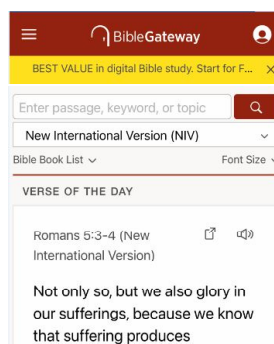 BibleGateway
BEST VALUE in digital Bible study. Start for F...
Enter passage, keyword, or topic
New International Version (NIV)
Bible Book List
Font Size
VERSE OF THE DAY
Romans 5:3-4 (New
International Version)
Not only so, but we also glory in
our sufferings, because we know
that suffering produces